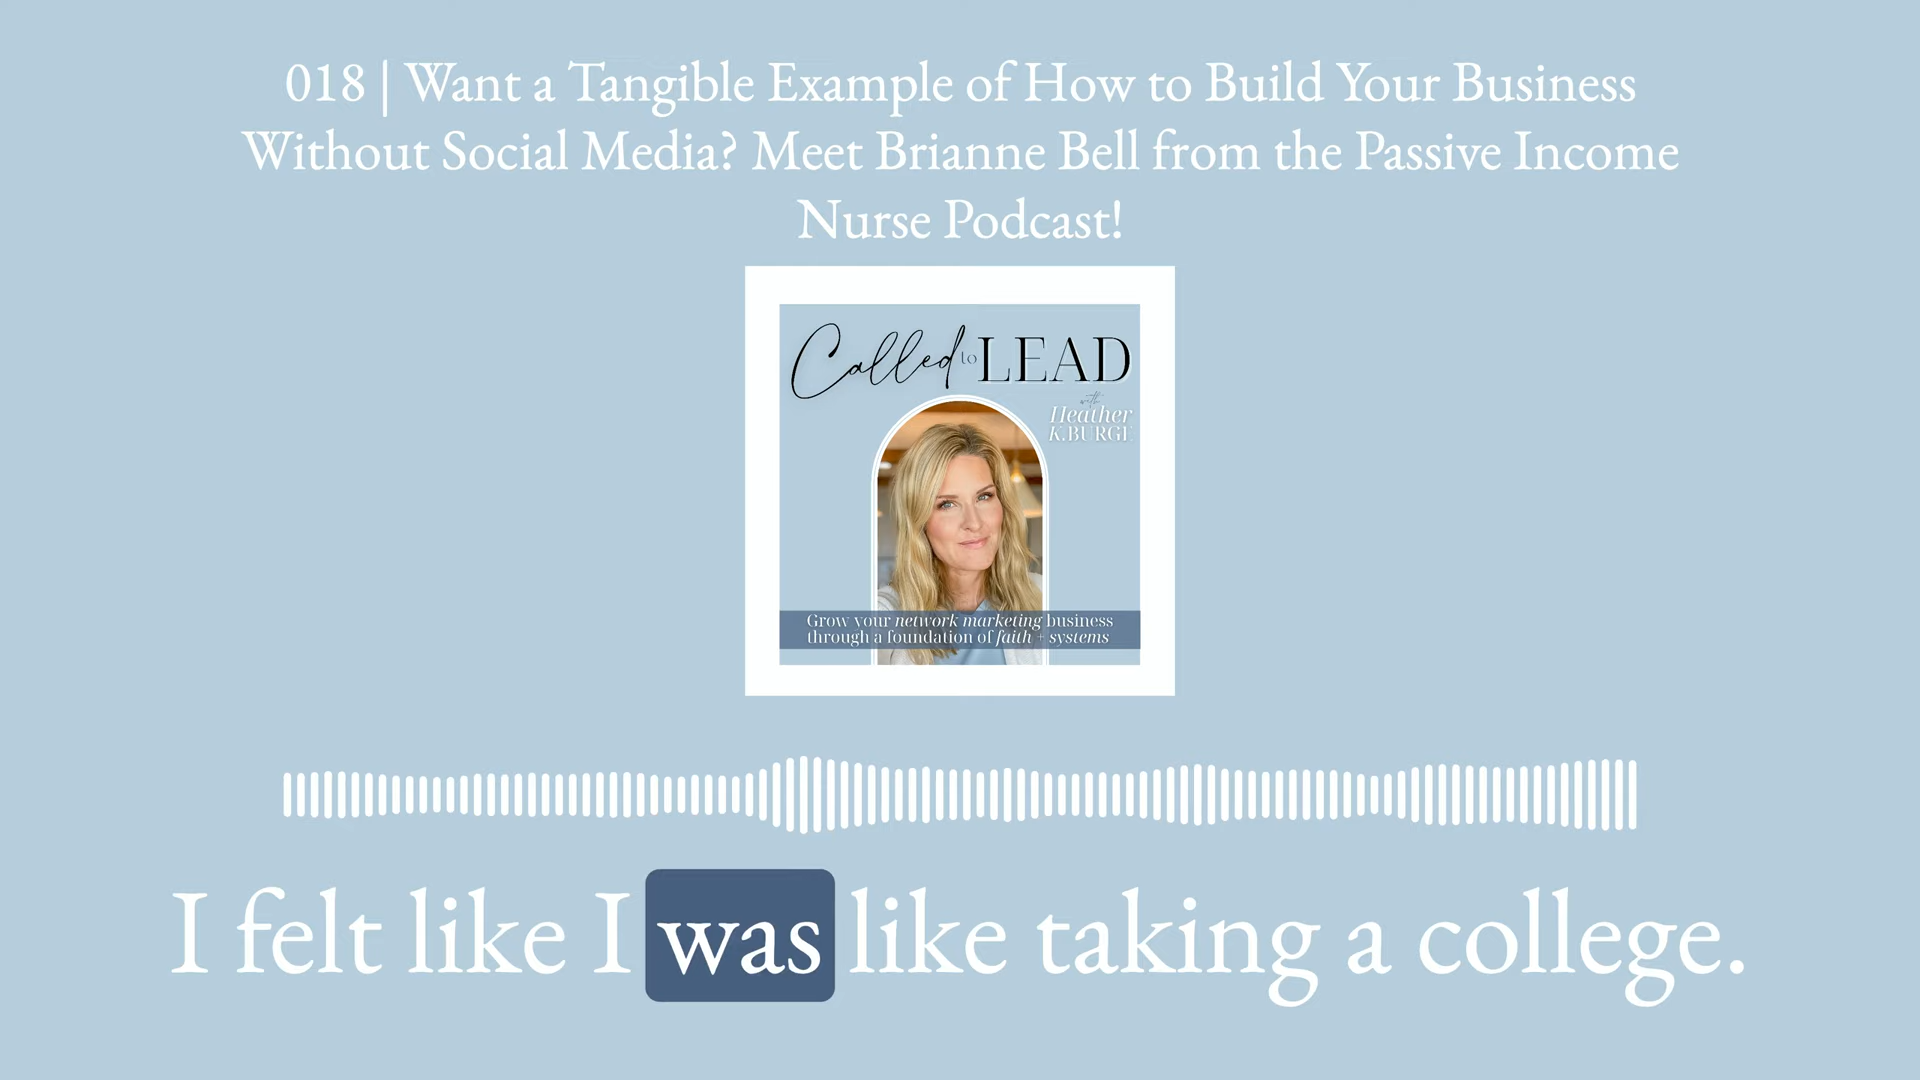 018 | Want a Tangible Example of How to Build Your Business
Without Social Media? Meet Brianne Bell from the Passive Income
Nurse Podcast!
Called to LEAD
with
Heather
K.BURGE
Grow your network marketing business
through a foundation of faith + systems
I felt like I was like taking a college.